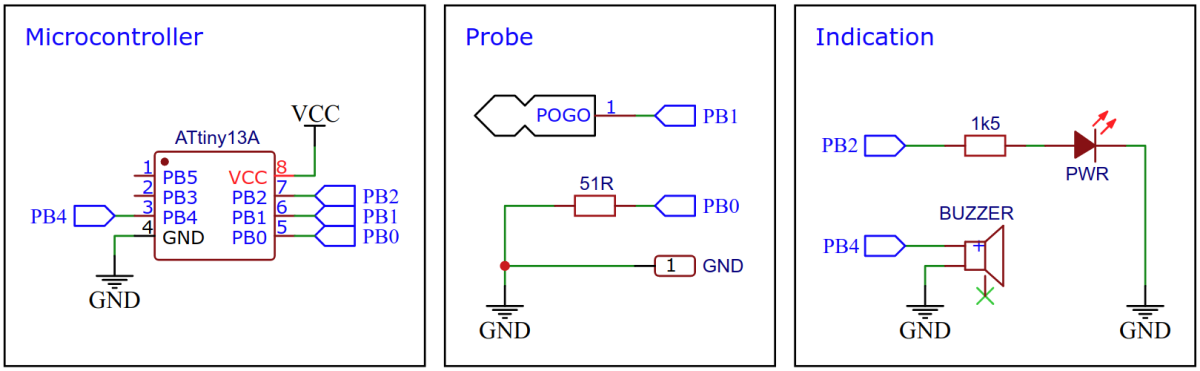 Microcontroller
VCC
ATtiny13A
1 PB5 VCC 8
2 PB3 PB2 7 PB2
PB4 3 PB4 PB1 6 PB1
4 GND PB0 5 PB0
GND
Probe
POGO 1 PB1
51R
PB0
1 GND
GND
Indication
1k5
PB2
PWR
BUZZER
PB4 +
GND
GND